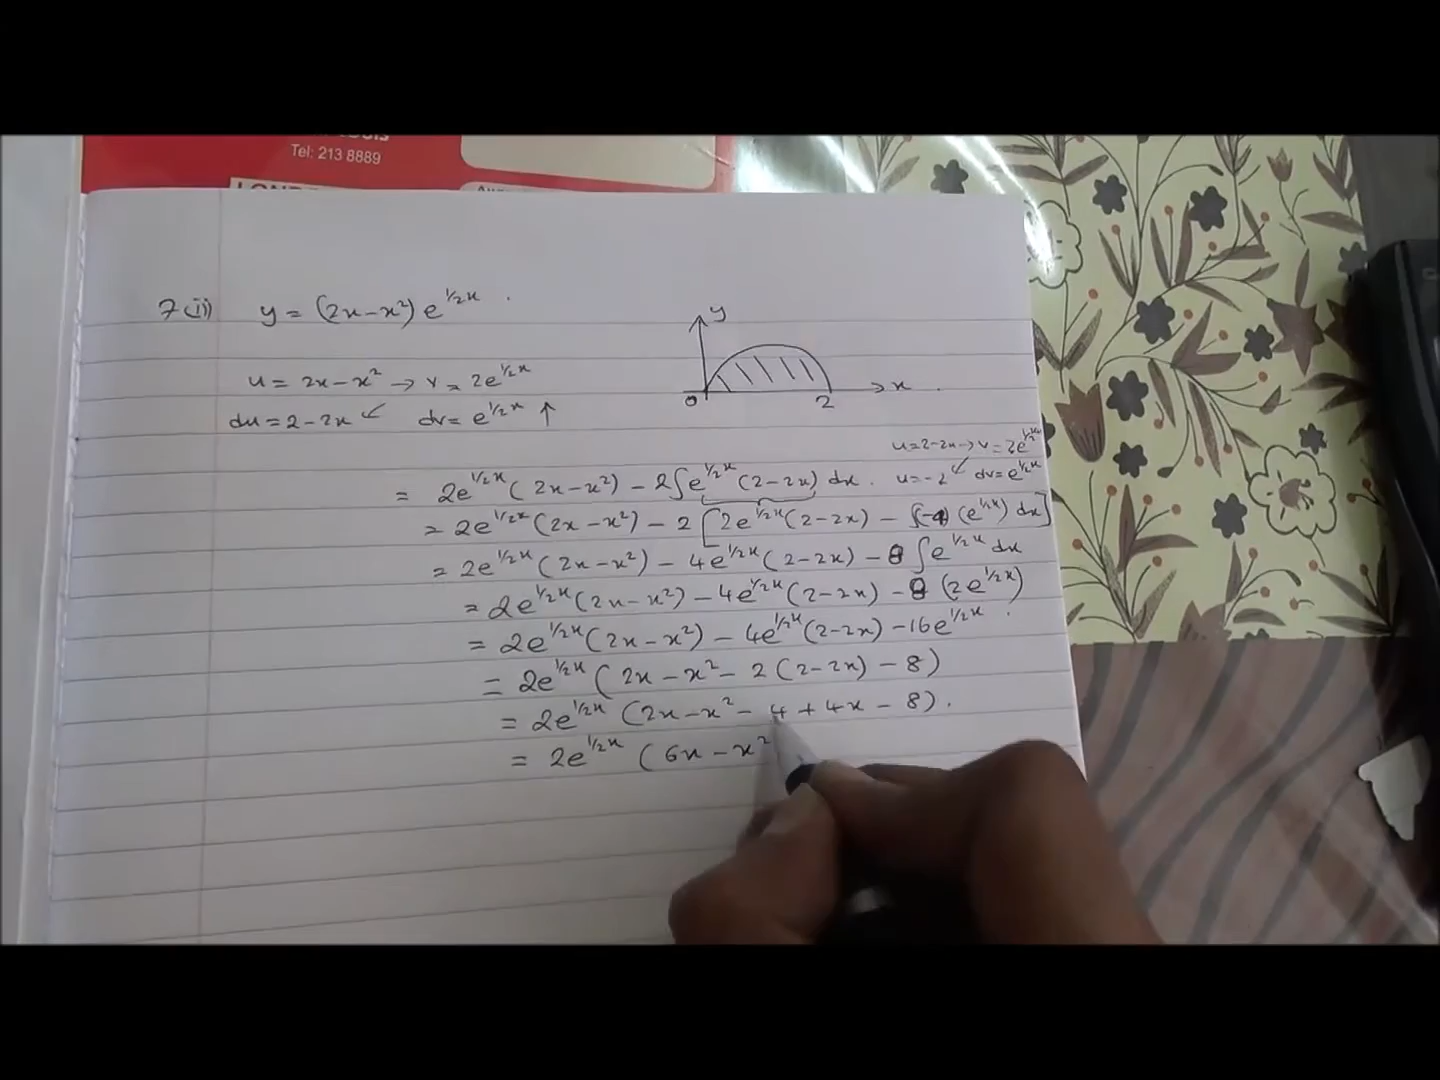 Tel: 213 8889
7(ii) y = (2x-x²) e^1/2x .
y
u = 2x-x² → v = 2e^1/2x
x
du = 2-2x ↙ dv = e^1/2x ↑
0 2
u=2-2x → v=2e^1/2x
= 2e^1/2x (2x-x²) - 2∫e^1/2x (2-2x) dx . u=-2 ↙ dv=e^1/2x
= 2e^1/2x (2x-x²) - 2 [2e^1/2x (2-2x) - ∫(-4) (e^1/2x) dx]
= 2e^1/2x (2x-x²) - 4e^1/2x (2-2x) - 8 ∫e^1/2x dx
= 2e^1/2x (2x-x²) - 4e^1/2x (2-2x) - 8 (2e^1/2x)
= 2e^1/2x (2x-x²) - 4e^1/2x (2-2x) - 16e^1/2x .
= 2e^1/2x (2x-x² - 2(2-2x) - 8)
= 2e^1/2x (2x-x² - 4 + 4x - 8) .
= 2e^1/2x (6x-x²